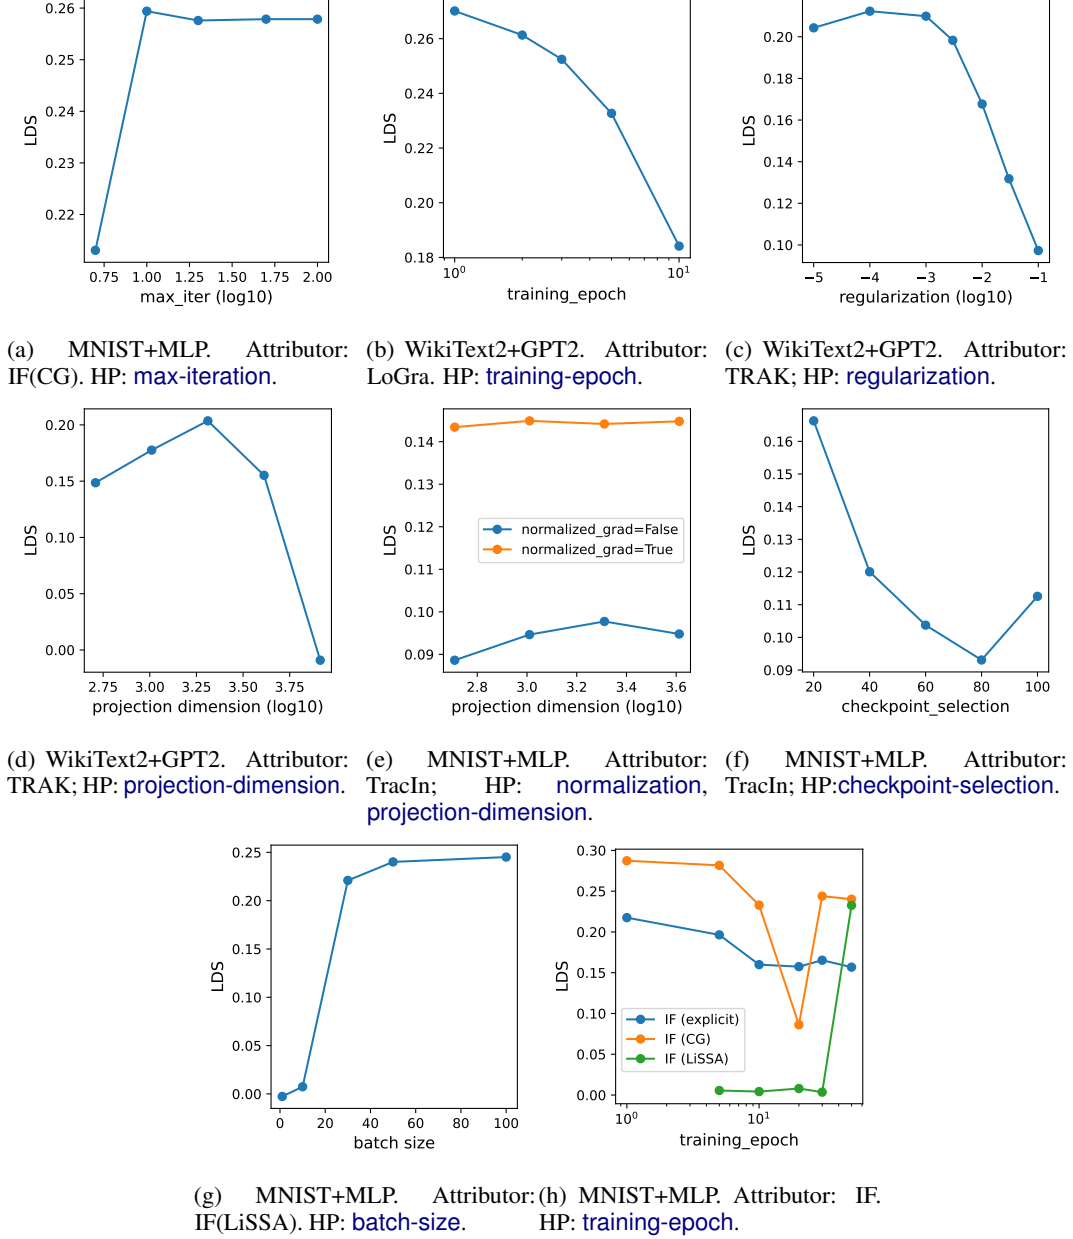 0.26
0.25
0.24
0.23
0.22
LDS
0.75 1.00 1.25 1.50 1.75 2.00
max_iter (log10)
0.26
0.24
0.22
0.20
0.18
LDS
10^0 10^1
training_epoch
0.20
0.18
0.16
0.14
0.12
0.10
LDS
−5 −4 −3 −2 −1
regularization (log10)
(a) MNIST+MLP. Attributor:
IF(CG). HP: max-iteration.
(b) WikiText2+GPT2. Attributor:
LoGra. HP: training-epoch.
(c) WikiText2+GPT2. Attributor:
TRAK; HP: regularization.
0.20
0.15
0.10
0.05
0.00
LDS
2.75 3.00 3.25 3.50 3.75
projection dimension (log10)
0.14
0.13
0.12
0.11
0.10
0.09
LDS
normalized_grad=False
normalized_grad=True
2.8 3.0 3.2 3.4 3.6
projection dimension (log10)
0.16
0.15
0.14
0.13
0.12
0.11
0.10
0.09
LDS
20 40 60 80 100
checkpoint_selection
(d) WikiText2+GPT2. Attributor:
TRAK; HP: projection-dimension.
(e) MNIST+MLP. Attributor:
TracIn; HP: normalization,
projection-dimension.
(f) MNIST+MLP. Attributor:
TracIn; HP:checkpoint-selection.
0.25
0.20
0.15
0.10
0.05
0.00
LDS
0 20 40 60 80 100
batch size
0.30
0.25
0.20
0.15
0.10
0.05
0.00
LDS
IF (explicit)
IF (CG)
IF (LiSSA)
10^0 10^1
training_epoch
(g) MNIST+MLP. Attributor:
IF(LiSSA). HP: batch-size.
(h) MNIST+MLP. Attributor: IF.
HP: training-epoch.